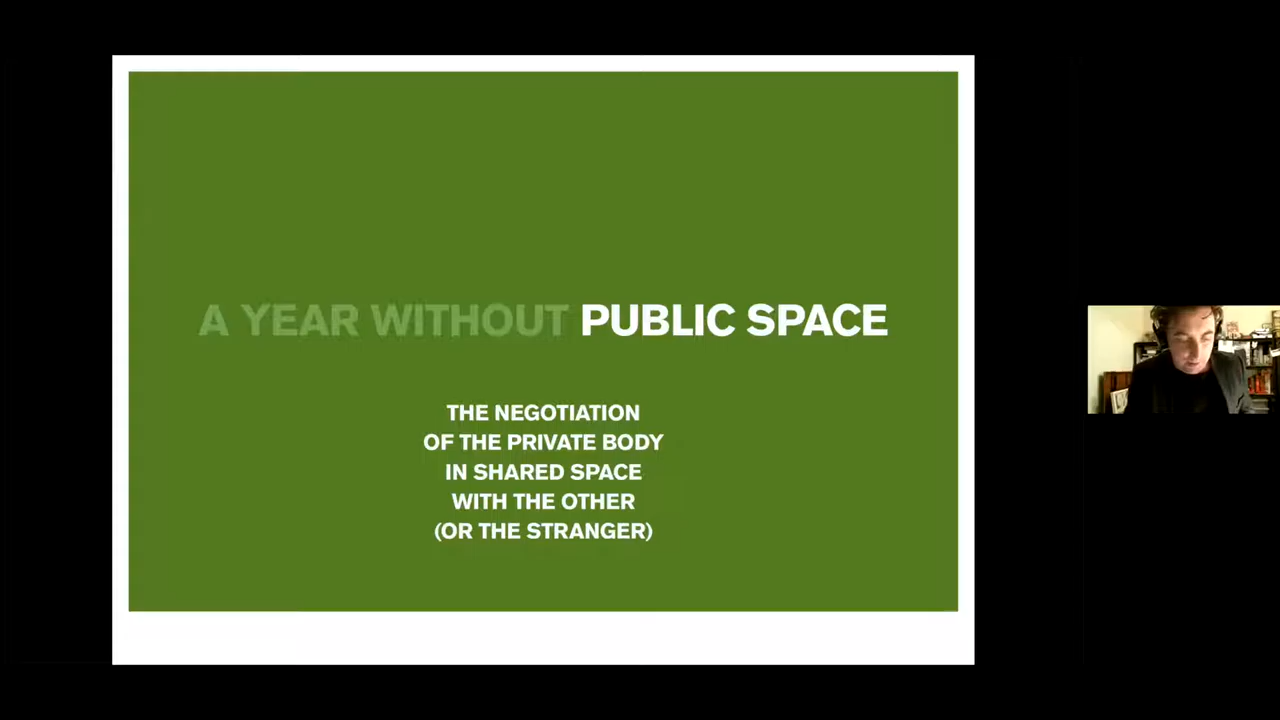 A YEAR WITHOUT PUBLIC SPACE
THE NEGOTIATION
OF THE PRIVATE BODY
IN SHARED SPACE
WITH THE OTHER
(OR THE STRANGER)